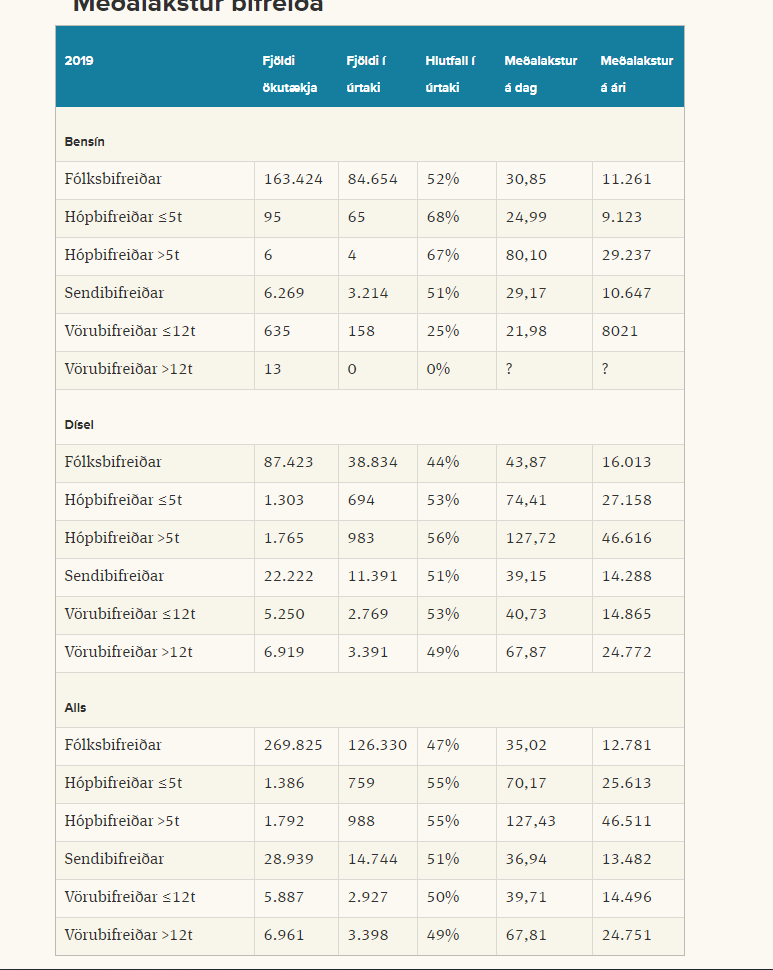 Meðalakstur bifreiða
2019 Fjöldi ökutækja Fjöldi í úrtaki Hlutfall í úrtaki Meðalakstur á dag Meðalakstur á ári
Bensín
Fólksbifreiðar 163.424 84.654 52% 30,85 11.261
Hópbifreiðar ≤5t 95 65 68% 24,99 9.123
Hópbifreiðar >5t 6 4 67% 80,10 29.237
Sendibifreiðar 6.269 3.214 51% 29,17 10.647
Vörubifreiðar ≤12t 635 158 25% 21,98 8021
Vörubifreiðar >12t 13 0 0% ? ?
Dísel
Fólksbifreiðar 87.423 38.834 44% 43,87 16.013
Hópbifreiðar ≤5t 1.303 694 53% 74,41 27.158
Hópbifreiðar >5t 1.765 983 56% 127,72 46.616
Sendibifreiðar 22.222 11.391 51% 39,15 14.288
Vörubifreiðar ≤12t 5.250 2.769 53% 40,73 14.865
Vörubifreiðar >12t 6.919 3.391 49% 67,87 24.772
Alls
Fólksbifreiðar 269.825 126.330 47% 35,02 12.781
Hópbifreiðar ≤5t 1.386 759 55% 70,17 25.613
Hópbifreiðar >5t 1.792 988 55% 127,43 46.511
Sendibifreiðar 28.939 14.744 51% 36,94 13.482
Vörubifreiðar ≤12t 5.887 2.927 50% 39,71 14.496
Vörubifreiðar >12t 6.961 3.398 49% 67,81 24.751